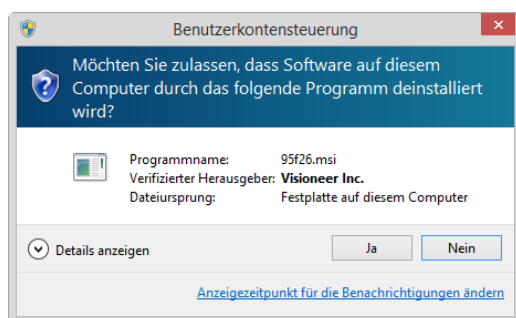 Benutzerkontensteuerung
Möchten Sie zulassen, dass Software auf diesem
Computer durch das folgende Programm deinstalliert
wird?
Programmname: 95f26.msi
Verifizierter Herausgeber: Visioneer Inc.
Dateiursprung: Festplatte auf diesem Computer
Details anzeigen Ja Nein
Anzeigezeitpunkt für die Benachrichtigungen ändern